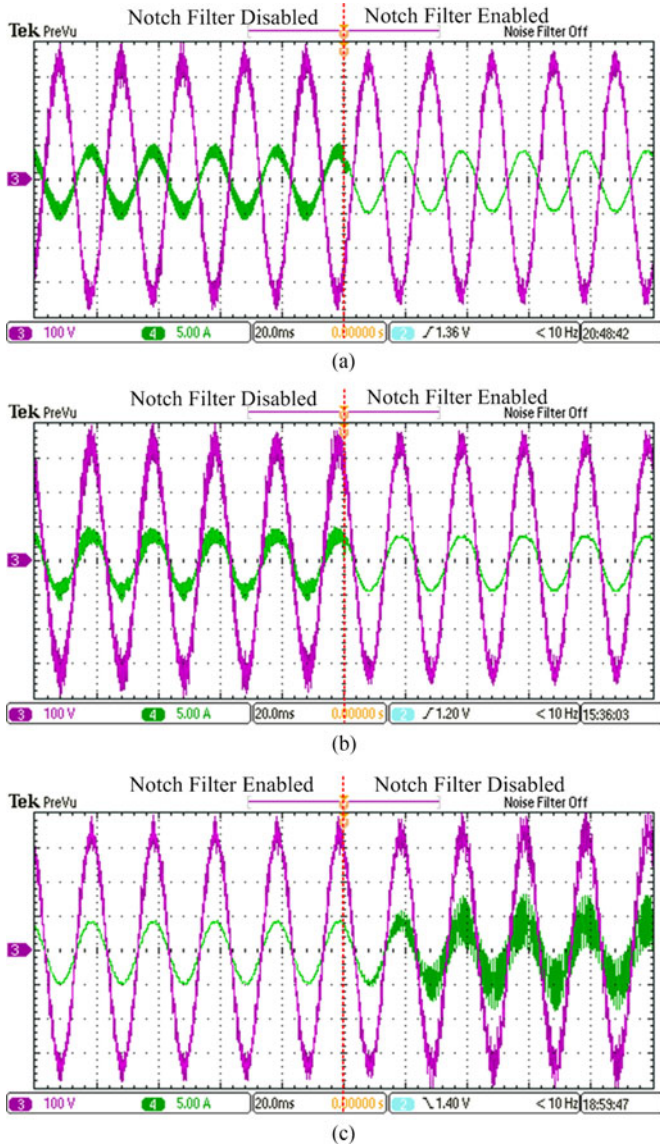 Notch Filter Disabled Notch Filter Enabled
Tek PreVu Noise Filter Off
3
3 100 V 4 5.00 A 20.0ms 0.00000 s 2 1.36 V < 10 Hz 20:48:42
(a)
Notch Filter Disabled Notch Filter Enabled
Tek PreVu Noise Filter Off
3
3 100 V 4 5.00 A 20.0ms 0.00000 s 2 1.20 V < 10 Hz 15:36:03
(b)
Notch Filter Enabled Notch Filter Disabled
Tek PreVu Noise Filter Off
3
3 100 V 4 5.00 A 20.0ms 0.00000 s 2 1.40 V < 10 Hz 18:59:47
(c)